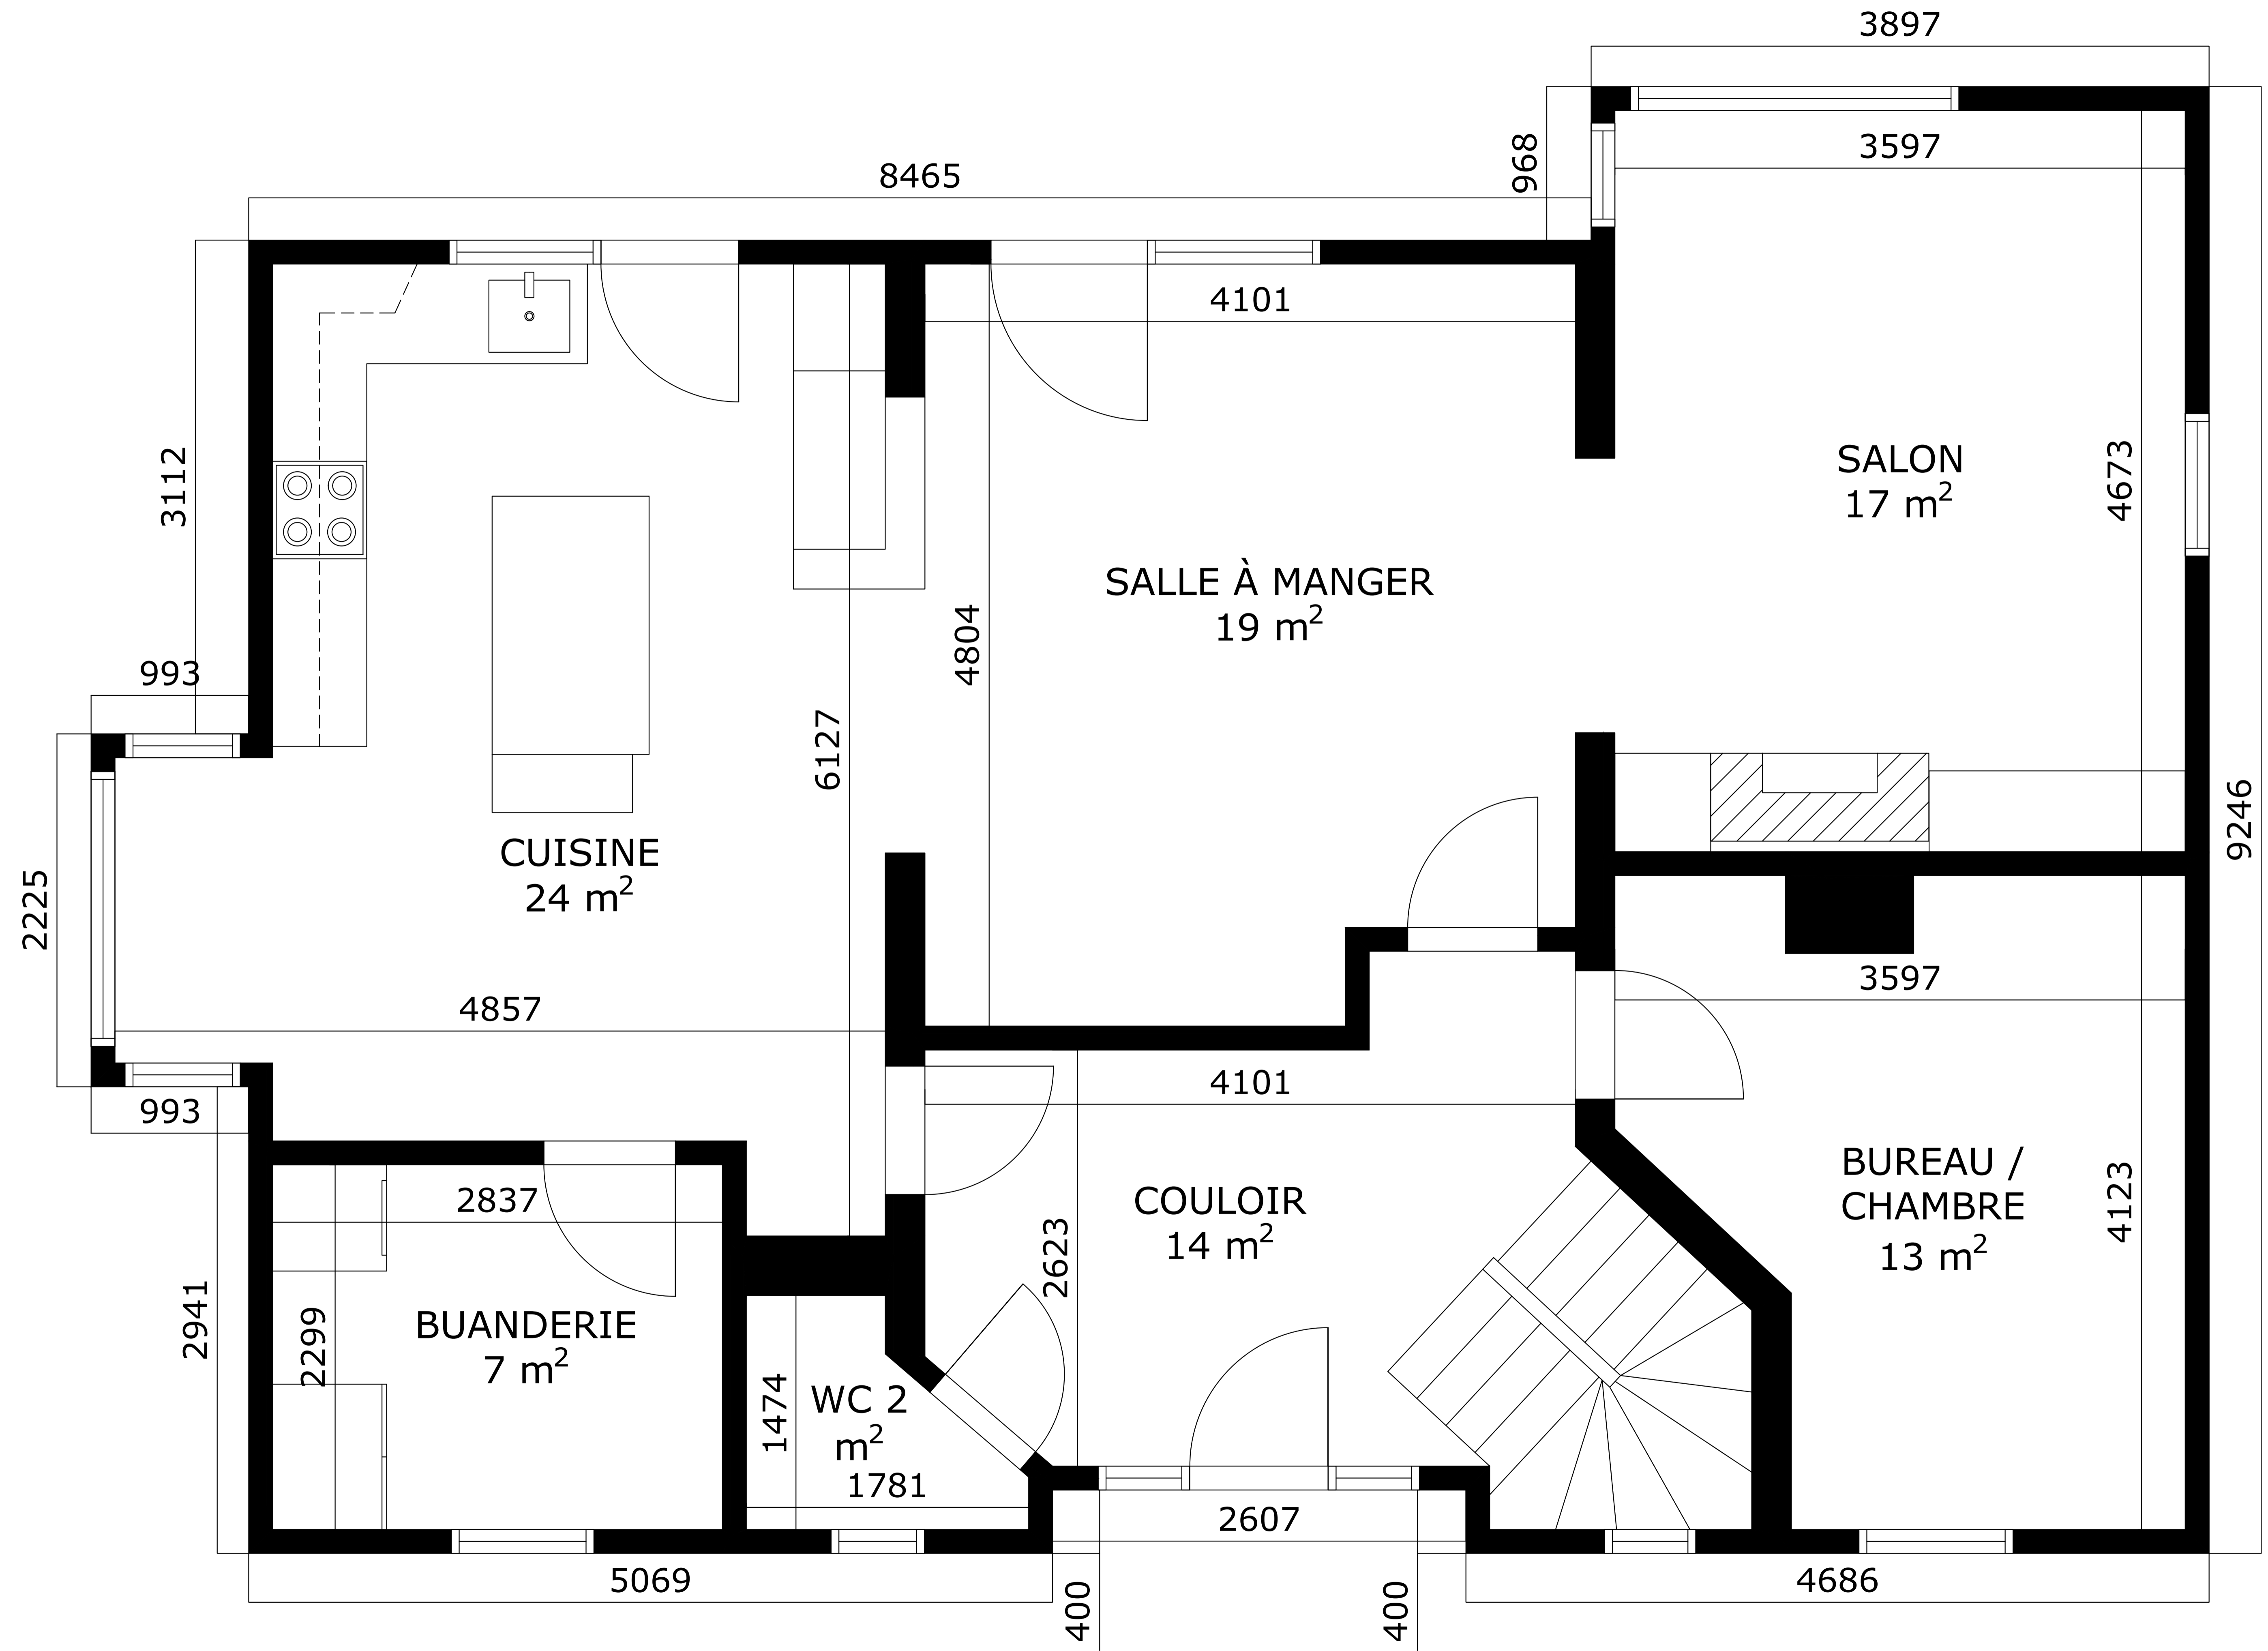 3897
3597
968
8465
4101
SALON
17 m²
4673
3112
SALLE À MANGER
19 m²
4804
993
6127
9246
CUISINE
24 m²
2225
4857
3597
4101
993
BUREAU /
CHAMBRE
13 m²
4123
2837
COULOIR
14 m²
2623
2941
2299
BUANDERIE
7 m²
1474
WC 2
m²
1781
2607
5069
400
400
4686